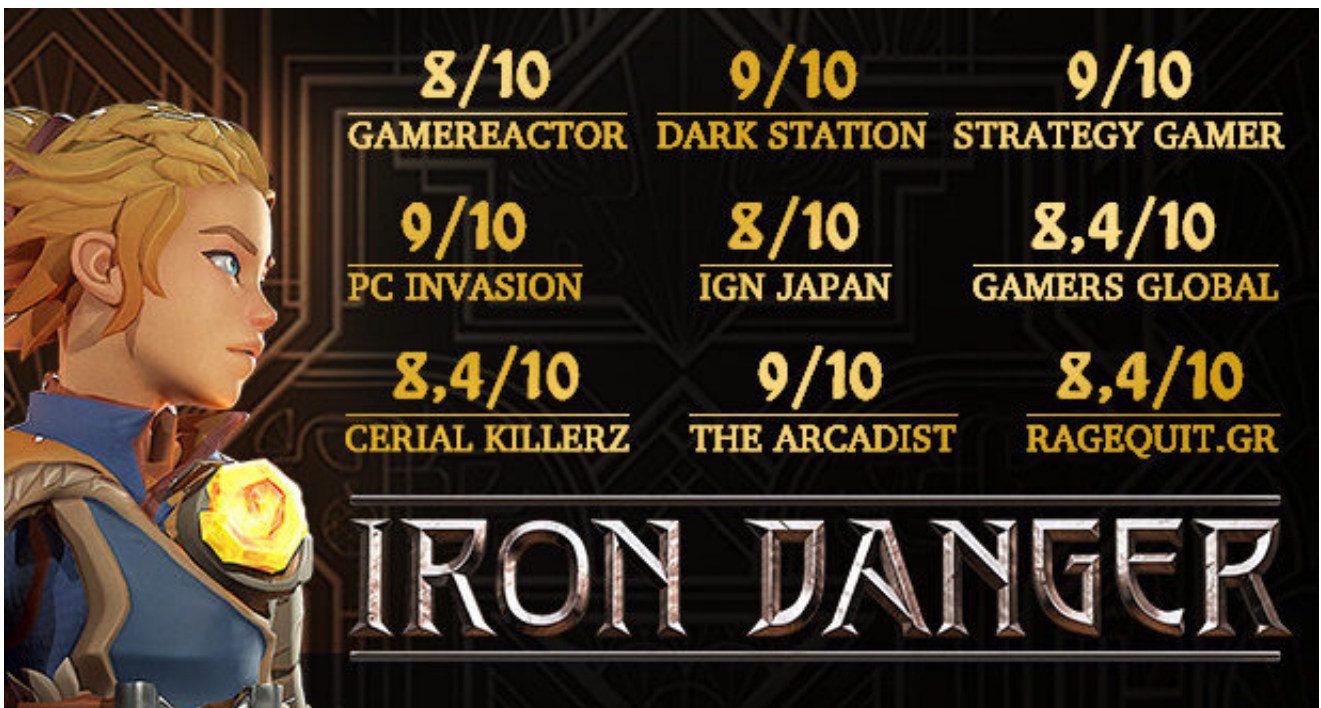 8/10 9/10 9/10
GAMEREACTOR DARK STATION STRATEGY GAMER
9/10 8/10 8,4/10
PC INVASION IGN JAPAN GAMERS GLOBAL
8,4/10 9/10 8,4/10
CERIAL KILLERZ THE ARCADIST RAGEQUIT.GR
IRON DANGER